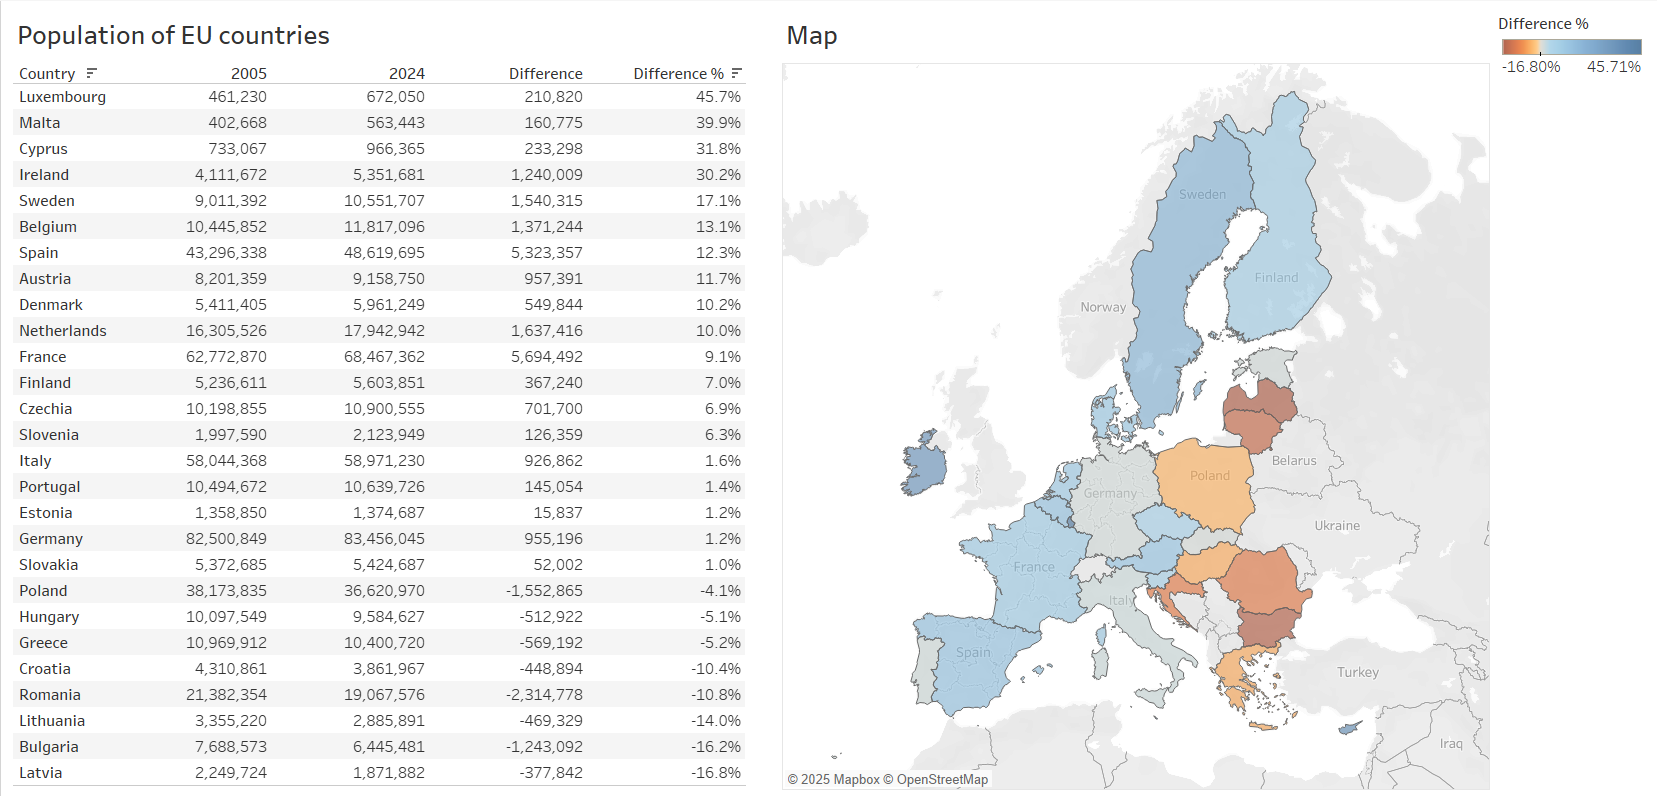 Population of EU countries
Country 2005 2024 Difference Difference %
Luxembourg 461,230 672,050 210,820 45.7%
Malta 402,668 563,443 160,775 39.9%
Cyprus 733,067 966,365 233,298 31.8%
Ireland 4,111,672 5,351,681 1,240,009 30.2%
Sweden 9,011,392 10,551,707 1,540,315 17.1%
Belgium 10,445,852 11,817,096 1,371,244 13.1%
Spain 43,296,338 48,619,695 5,323,357 12.3%
Austria 8,201,359 9,158,750 957,391 11.7%
Denmark 5,411,405 5,961,249 549,844 10.2%
Netherlands 16,305,526 17,942,942 1,637,416 10.0%
France 62,772,870 68,467,362 5,694,492 9.1%
Finland 5,236,611 5,603,851 367,240 7.0%
Czechia 10,198,855 10,900,555 701,700 6.9%
Slovenia 1,997,590 2,123,949 126,359 6.3%
Italy 58,044,368 58,971,230 926,862 1.6%
Portugal 10,494,672 10,639,726 145,054 1.4%
Estonia 1,358,850 1,374,687 15,837 1.2%
Germany 82,500,849 83,456,045 955,196 1.2%
Slovakia 5,372,685 5,424,687 52,002 1.0%
Poland 38,173,835 36,620,970 -1,552,865 -4.1%
Hungary 10,097,549 9,584,627 -512,922 -5.1%
Greece 10,969,912 10,400,720 -569,192 -5.2%
Croatia 4,310,861 3,861,967 -448,894 -10.4%
Romania 21,382,354 19,067,576 -2,314,778 -10.8%
Lithuania 3,355,220 2,885,891 -469,329 -14.0%
Bulgaria 7,688,573 6,445,481 -1,243,092 -16.2%
Latvia 2,249,724 1,871,882 -377,842 -16.8%
Map
Sweden
Finland
Norway
Belarus
Poland
Germany
Ukraine
France
Italy
Spain
Turkey
Iraq
© 2025 Mapbox © OpenStreetMap
Difference %
-16.80% 45.71%